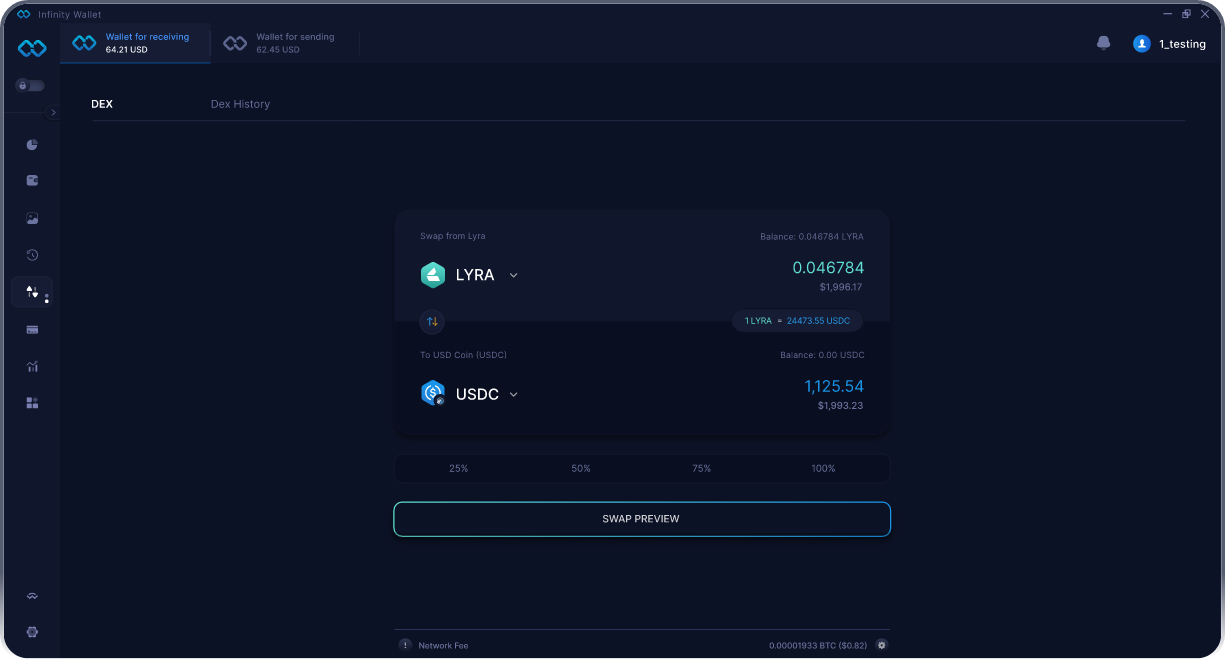 Infinity Wallet
Wallet for receiving
64.21 USD
Wallet for sending
62.45 USD
1_testing
DEX
Dex History
Swap from Lyra
Balance: 0.046784 LYRA
LYRA
0.046784
$1,996.17
1 LYRA = 24473.55 USDC
To USD Coin (USDC)
Balance: 0.00 USDC
USDC
1,125.54
$1,993.23
25% 50% 75% 100%
SWAP PREVIEW
! Network Fee
0.00001933 BTC ($0.82)